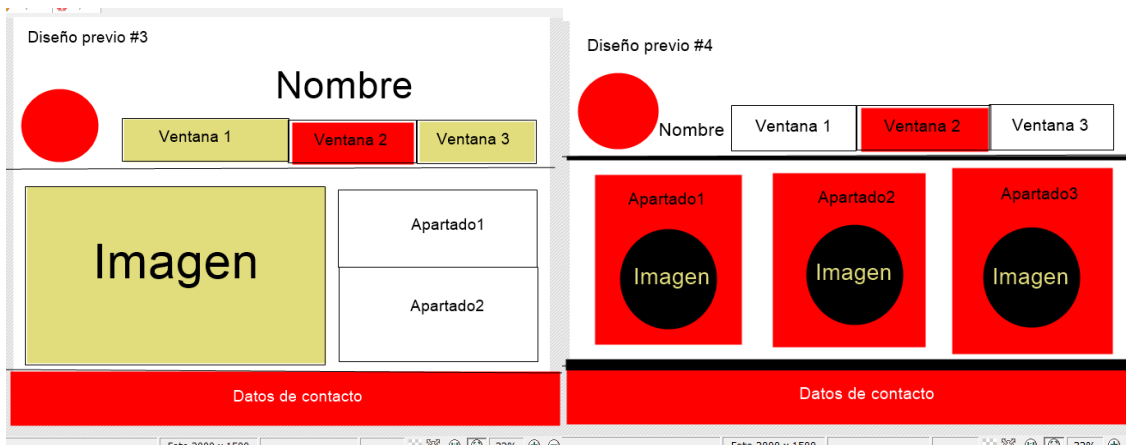 Diseño previo #3
Nombre
Ventana 1
Ventana 2
Ventana 3
Imagen
Apartado1
Apartado2
Datos de contacto
Diseño previo #4
Nombre
Ventana 1
Ventana 2
Ventana 3
Apartado1
Apartado2
Apartado3
Imagen
Imagen
Imagen
Datos de contacto